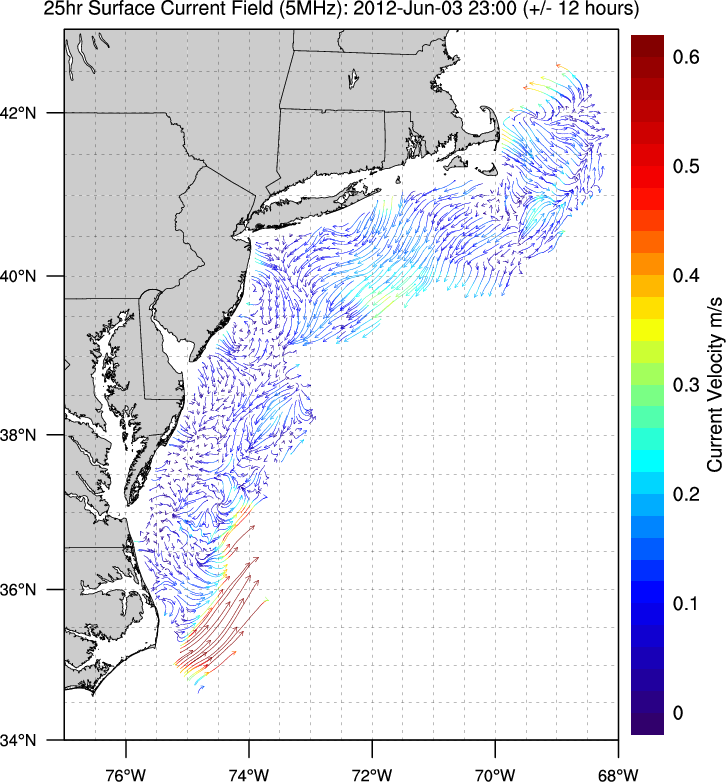 25hr Surface Current Field (5MHz): 2012-Jun-03 23:00 (+/- 12 hours)
42°N
40°N
38°N
36°N
34°N
76°W
74°W
72°W
70°W
68°W
0.6
0.5
0.4
0.3
0.2
0.1
0
Current Velocity m/s